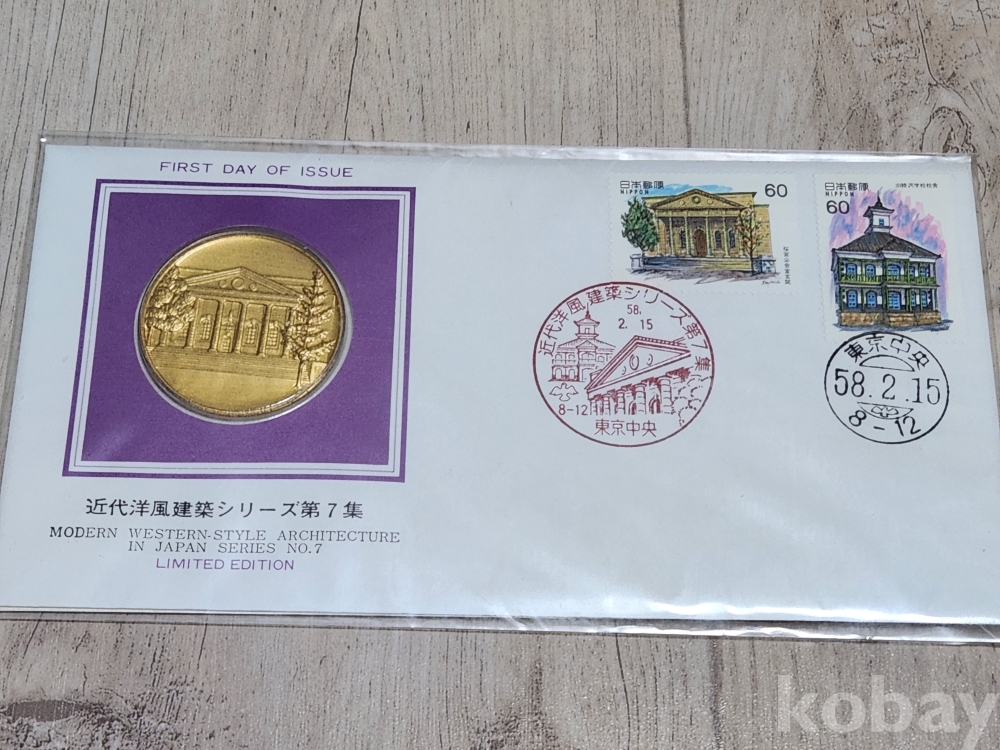 FIRST DAY OF ISSUE
近代洋風建築シリーズ第7集
MODERN WESTERN-STYLE ARCHITECTURE
IN JAPAN SERIES NO.7
LIMITED EDITION
日本郵便
NIPPON
60
日本郵便
NIPPON
60
近代洋風建築シリーズ第7集
58.
2. 15
8-12
東京中央
東京中央
58.2.15
8-12
kobay